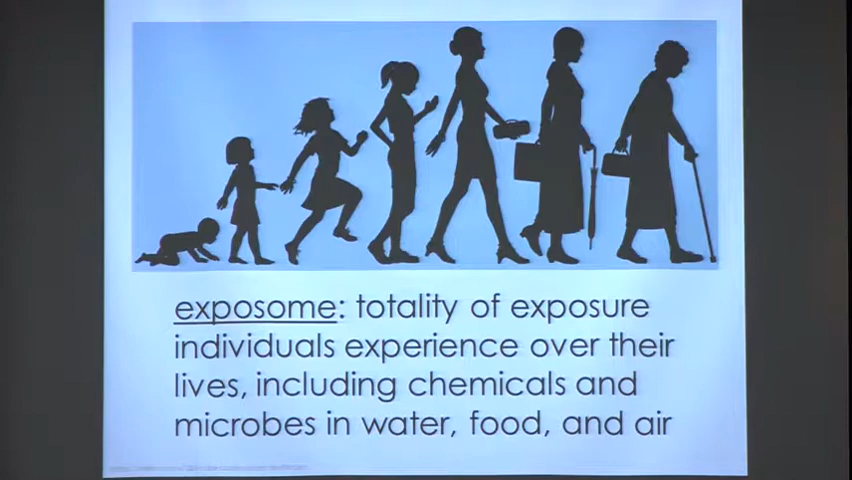 exposome: totality of exposure
individuals experience over their
lives, including chemicals and
microbes in water, food, and air